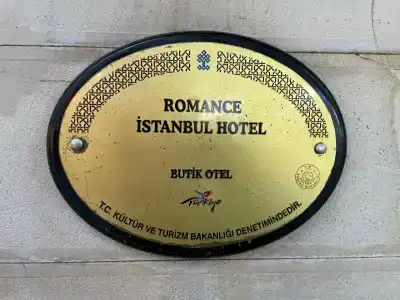 ROMANCE
İSTANBUL HOTEL
BUTİK OTEL
Türkiye
T.C. KÜLTÜR VE TURİZM BAKANLIĞI DENETİMİNDEDİR.